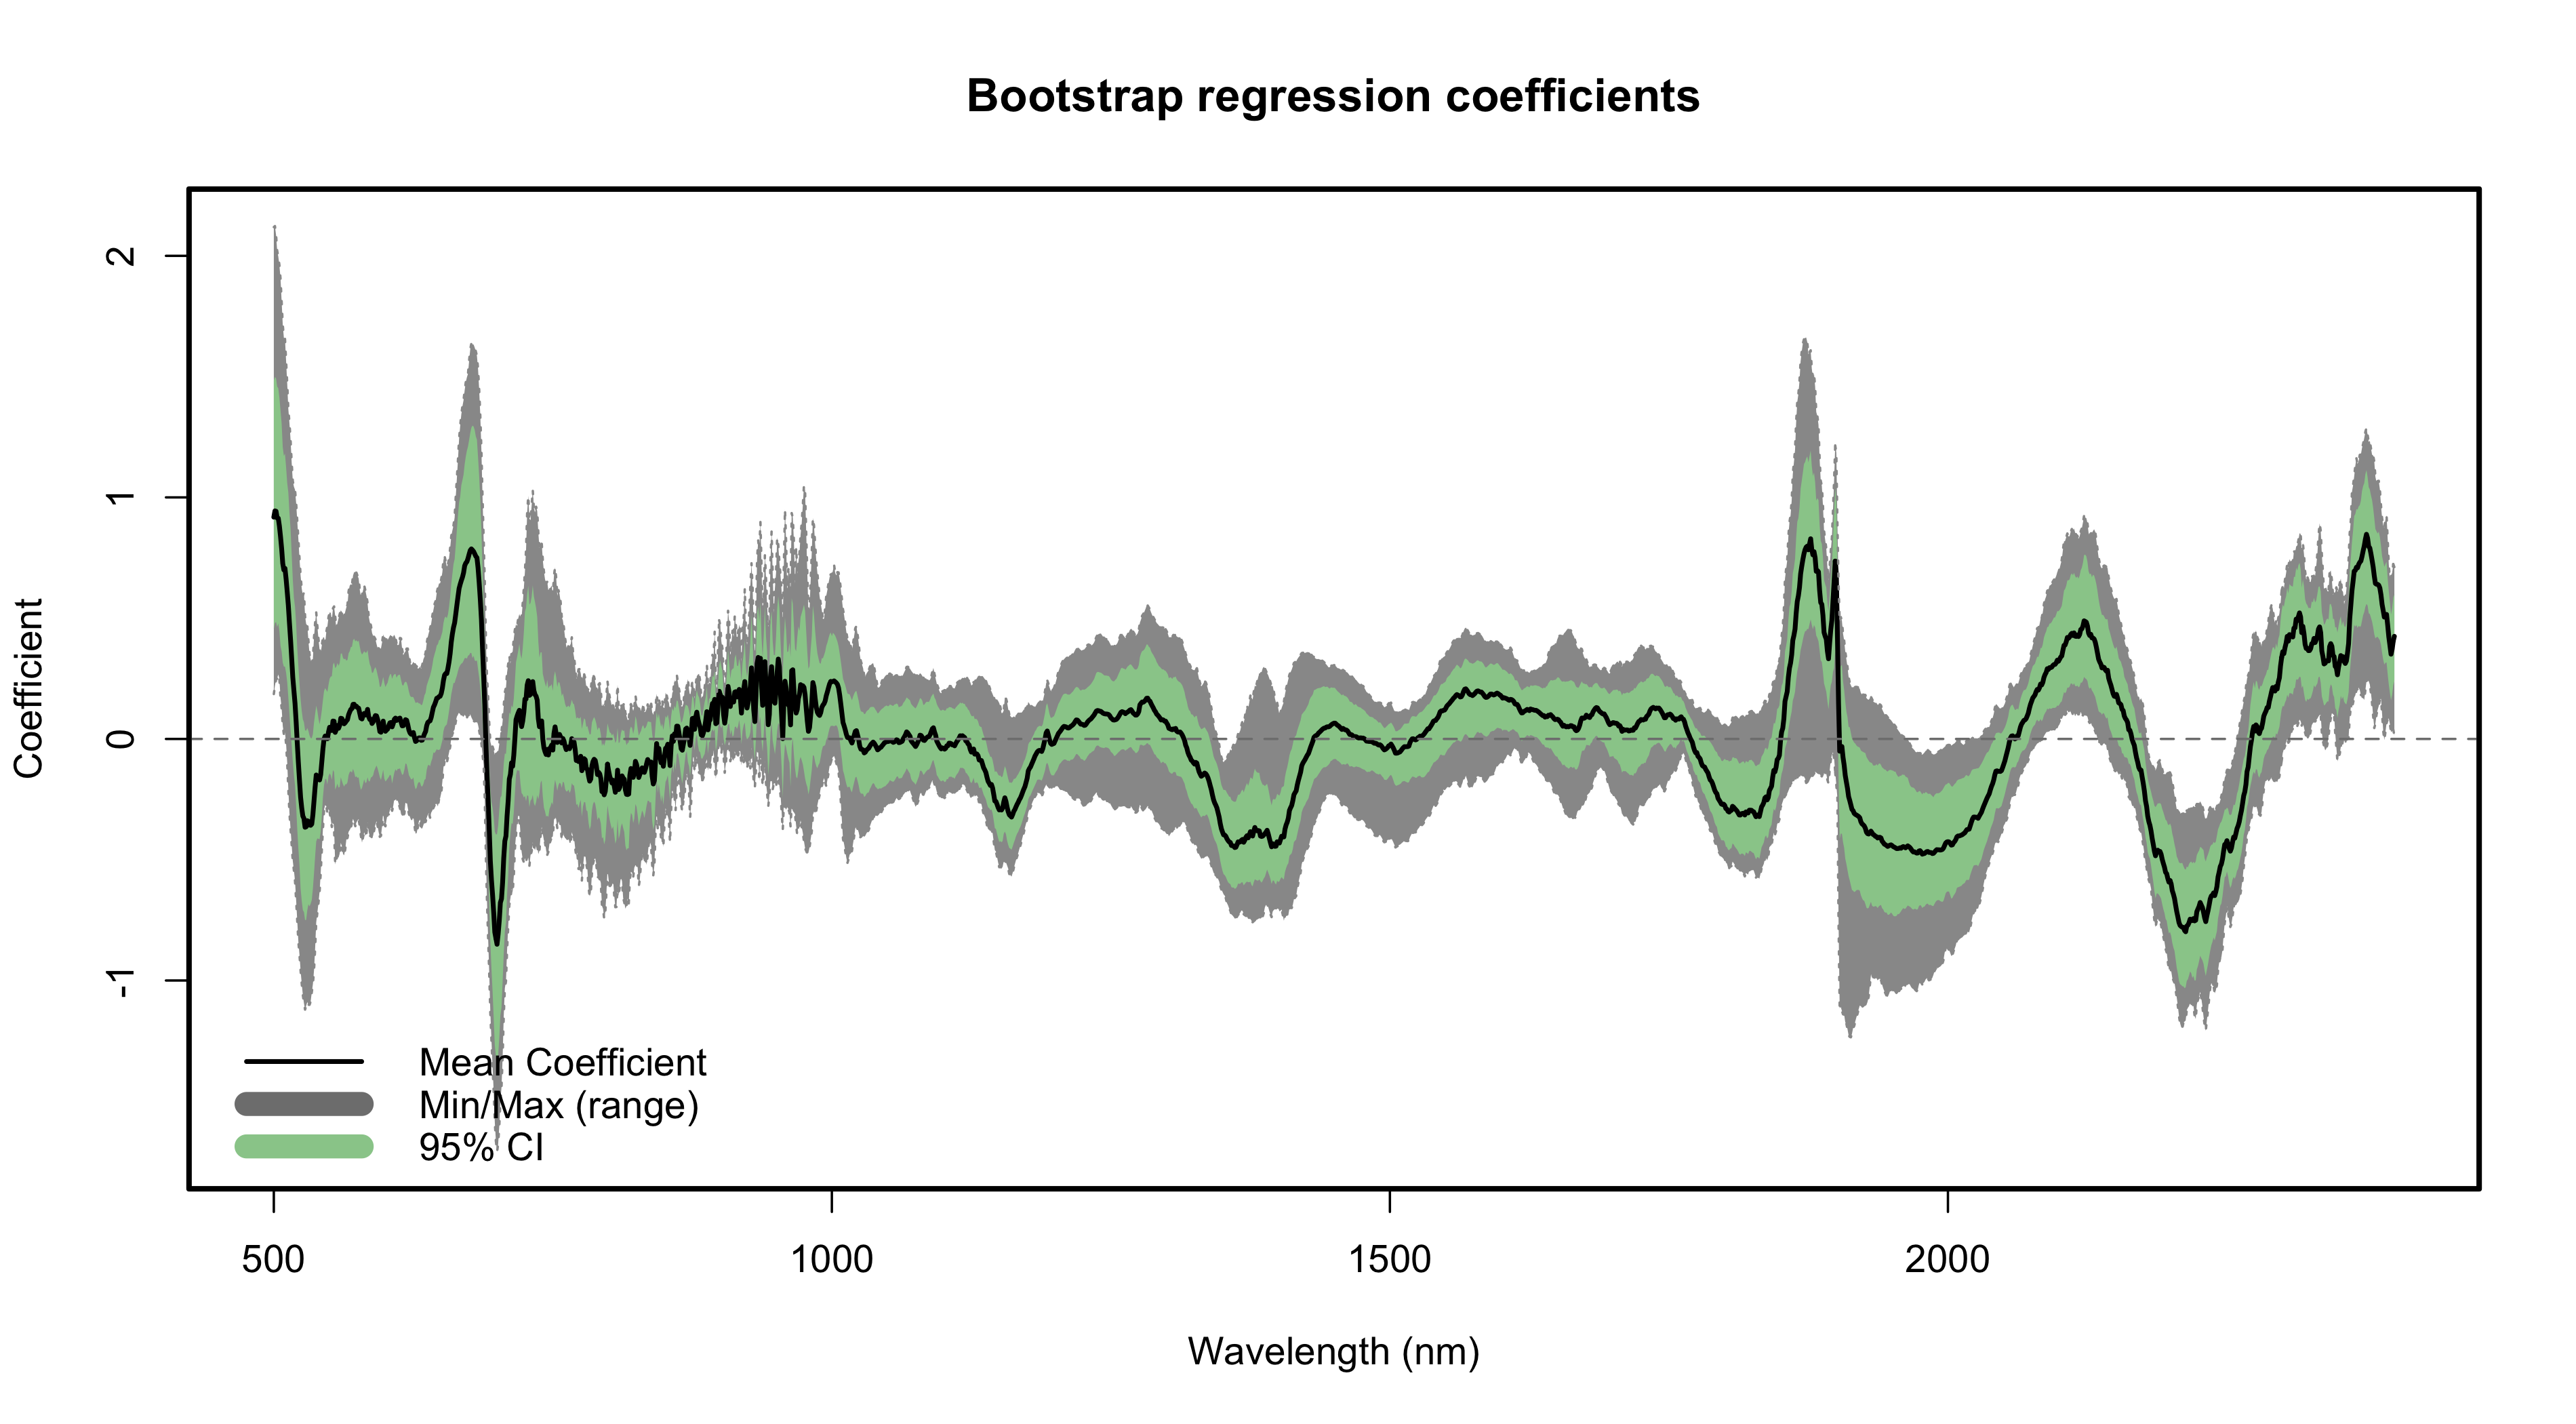 Bootstrap regression coefficients
Coefficient
2
1
0
-1
Mean Coefficient
Min/Max (range)
95% CI
500
1000
1500
2000
Wavelength (nm)